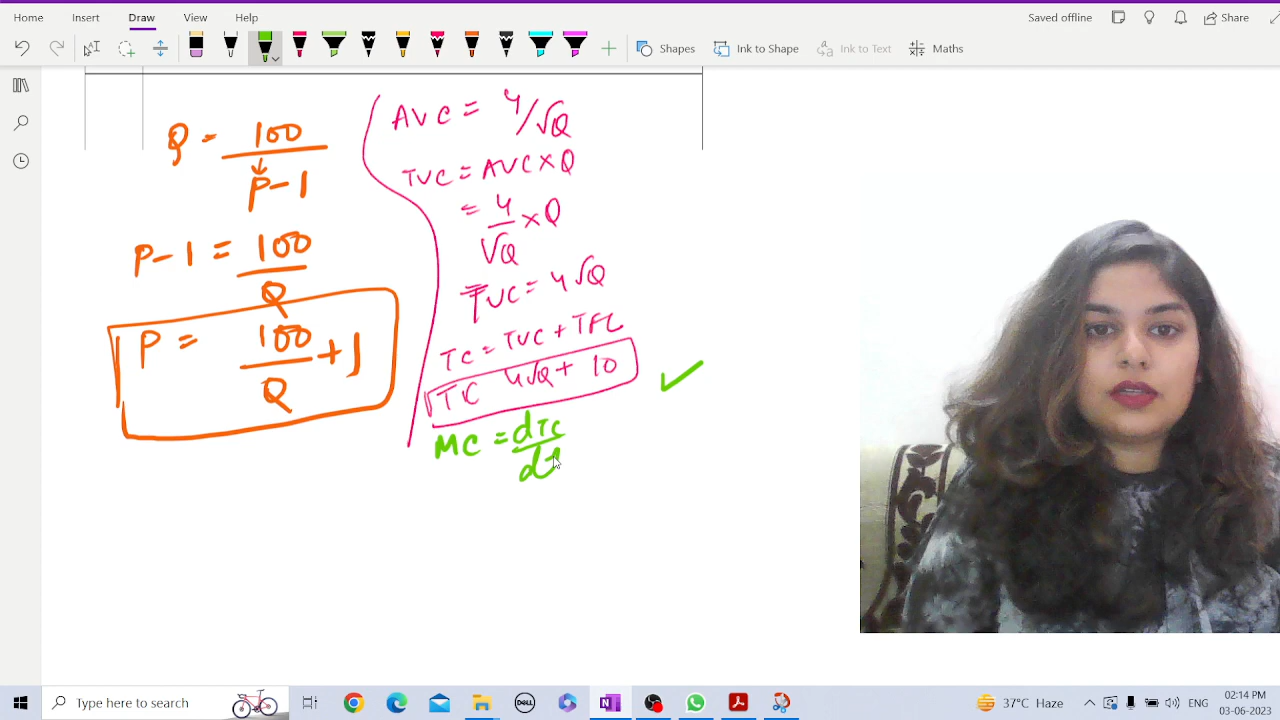 Home Insert Draw View Help Saved offline Share
Shapes Ink to Shape Ink to Text Maths
Q = 100 / P-1
P-1 = 100 / Q
P = 100 / Q + 1
AVC = 4/√Q
TVC = AVC × Q
= 4 / √Q × Q
TVC = 4√Q
TC = TVC + TFC
TC 4√Q + 10
MC = dTC / d
Type here to search
DELL
37°C Haze ENG
02:14 PM
03-06-2023